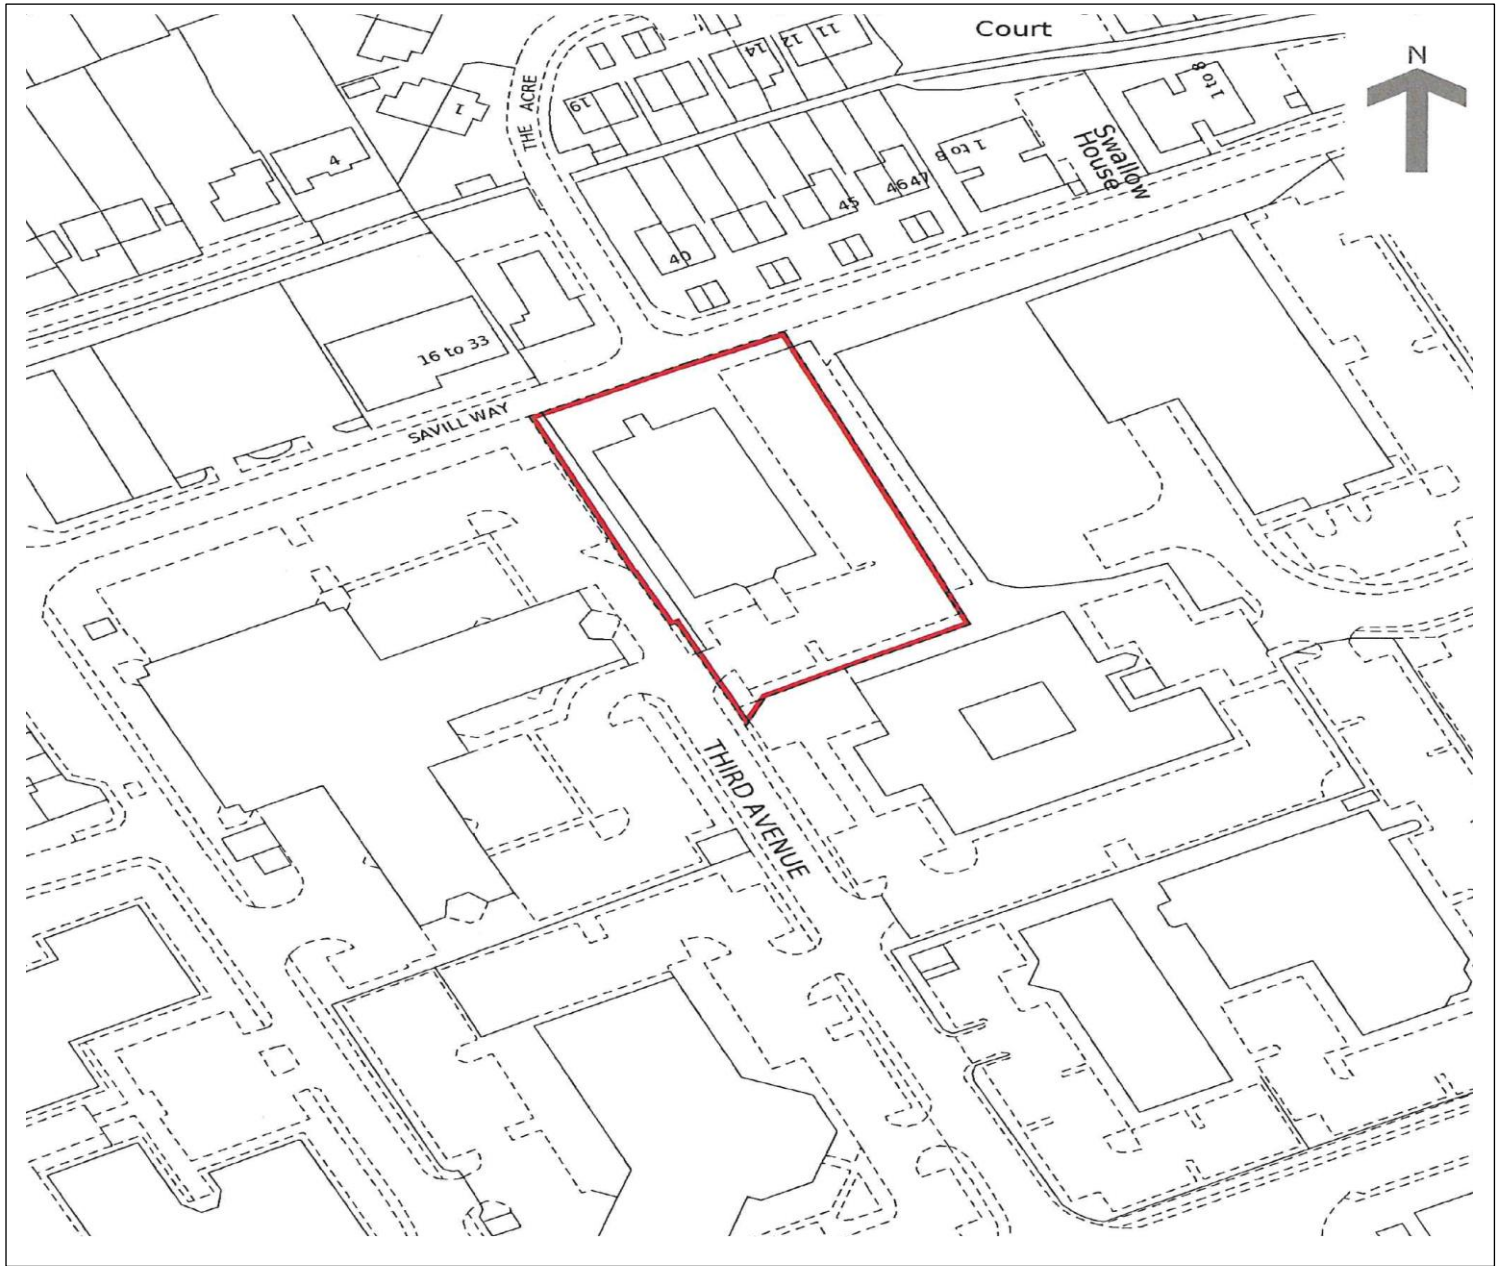 Court
N
11
12
14
19
1
THE ACRE
4
1 to 8
Swallow
House
1 to 8
46 47
45
40
16 to 33
SAVILL WAY
THIRD AVENUE